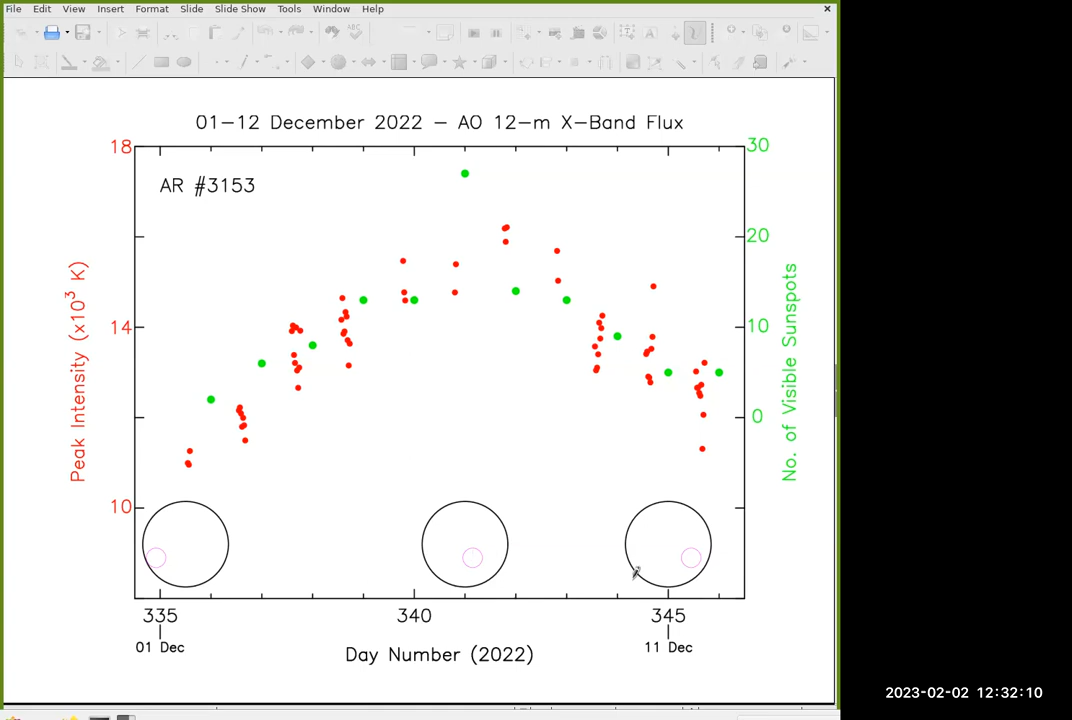 File Edit View Insert Format Slide Slide Show Tools Window Help
01-12 December 2022 - AO 12-m X-Band Flux
18
30
AR #3153
20
14
10
0
10
Peak Intensity (x10³ K)
No. of Visible Sunspots
335 340 345
01 Dec 11 Dec
Day Number (2022)
2023-02-02 12:32:10